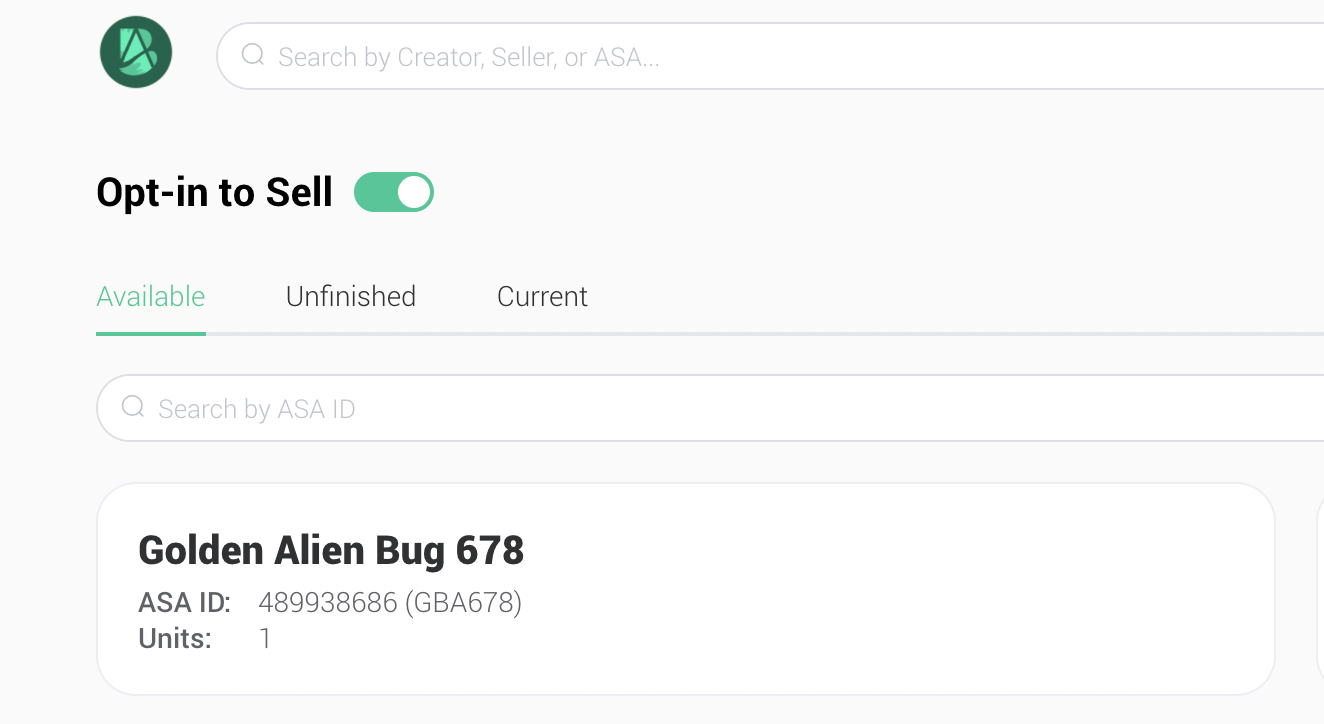 Search by Creator, Seller, or ASA...
Opt-in to Sell
Available Unfinished Current
Search by ASA ID
Golden Alien Bug 678
ASA ID: 489938686 (GBA678)
Units: 1